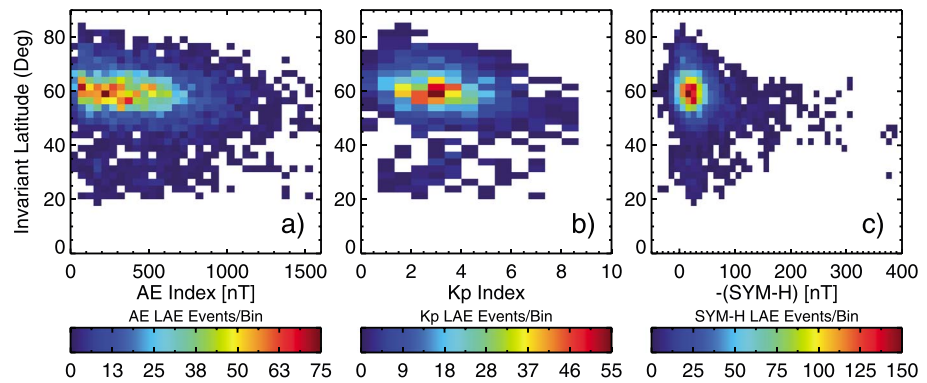 Invariant Latitude (Deg)
80
60
40
20
0
a)
0 500 1000 1500
AE Index [nT]
AE LAE Events/Bin
0 13 25 38 50 63 75
80
60
40
20
0
b)
0 2 4 6 8 10
Kp Index
Kp LAE Events/Bin
0 9 18 28 37 46 55
80
60
40
20
0
c)
0 100 200 300 400
-(SYM-H) [nT]
SYM-H LAE Events/Bin
0 25 50 75 100 125 150